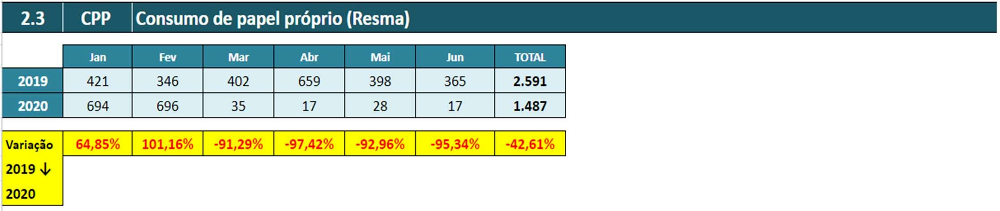 2.3 CPP Consumo de papel próprio (Resma)
Jan Fev Mar Abr Mai Jun TOTAL
2019 421 346 402 659 398 365 2.591
2020 694 696 35 17 28 17 1.487
Variação 64,85% 101,16% -91,29% -97,42% -92,96% -95,34% -42,61%
2019 ↓
2020